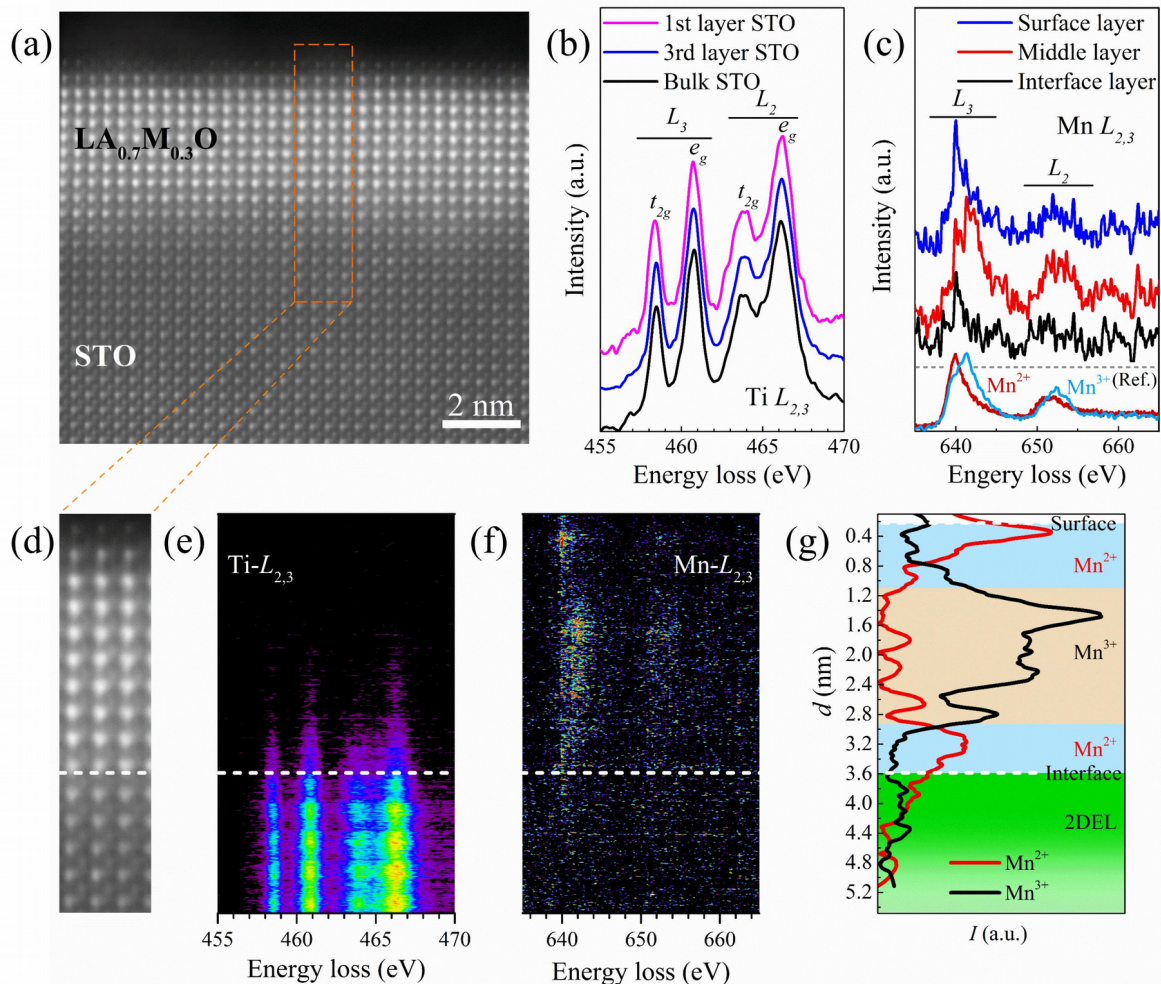 (a)
LA0.7M0.3O
STO
2 nm
(b)
1st layer STO
3rd layer STO
Bulk STO
L3
L2
eg
eg
t2g
t2g
Intensity (a.u.)
Ti L2,3
455 460 465 470
Energy loss (eV)
(c)
Surface layer
Middle layer
Interface layer
L3
Mn L2,3
L2
Intensity (a.u.)
Mn2+
Mn3+ (Ref.)
640 650 660
Engery loss (eV)
(d)
(e)
Ti-L2,3
455 460 465 470
Energy loss (eV)
(f)
Mn-L2,3
640 650 660
Energy loss (eV)
(g)
d (nm)
0.4
0.8
1.2
1.6
2.0
2.4
2.8
3.2
3.6
4.0
4.4
4.8
5.2
Surface
Mn2+
Mn3+
Mn2+
Interface
2DEL
Mn2+
Mn3+
I (a.u.)